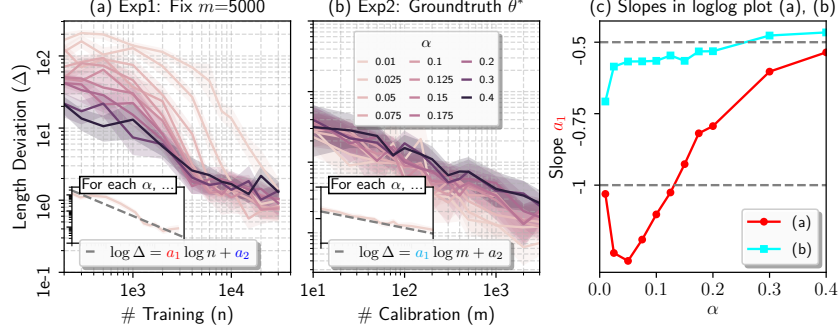 (a) Exp1: Fix m=5000
(b) Exp2: Groundtruth θ*
(c) Slopes in loglog plot (a), (b)
Length Deviation (Δ)
1e2
1e1
1e0
1e-1
1e3
1e4
# Training (n)
For each α, ...
log Δ = a₁ log n + a₂
α
0.01
0.025
0.05
0.075
0.1
0.125
0.15
0.175
0.2
0.3
0.4
For each α, ...
log Δ = a₁ log m + a₂
1e1
1e2
1e3
# Calibration (m)
Slope a₁
-0.5
-0.75
-1
(a)
(b)
0.0
0.1
0.2
0.3
0.4
α